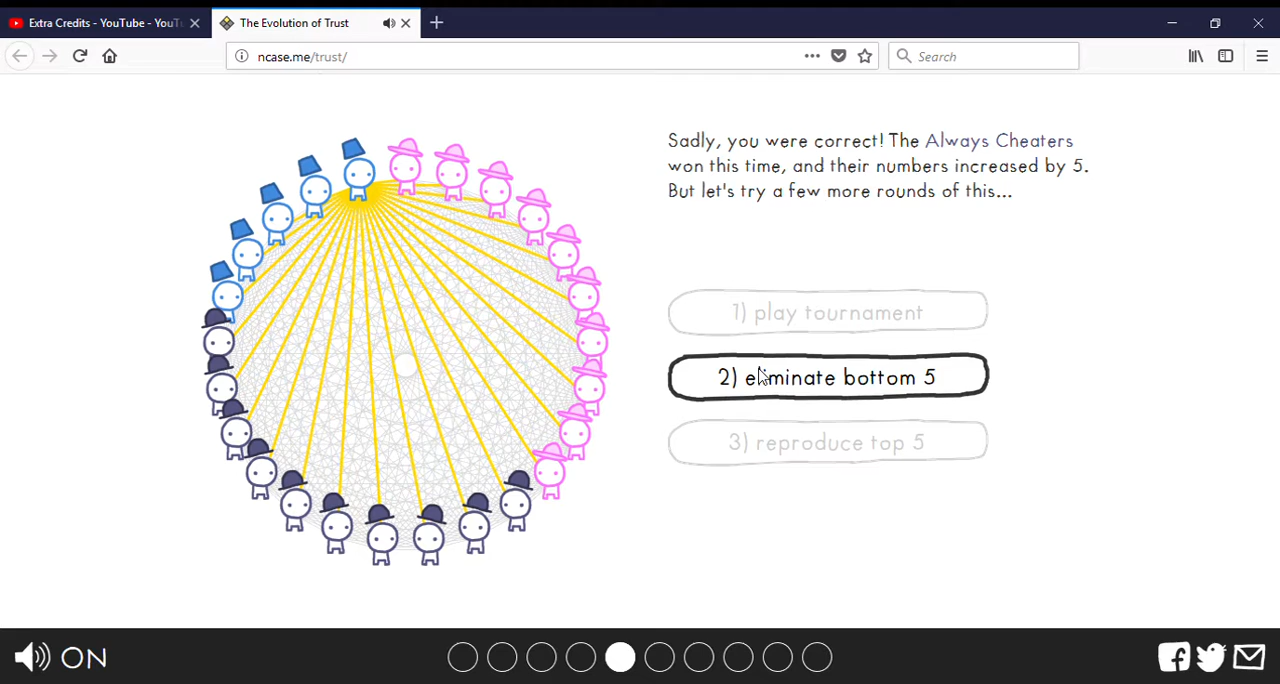 Extra Credits - YouTube - YouT
The Evolution of Trust
ncase.me/trust/
Search
Sadly, you were correct! The Always Cheaters
won this time, and their numbers increased by 5.
But let's try a few more rounds of this...
1) play tournament
2) eliminate bottom 5
3) reproduce top 5
ON